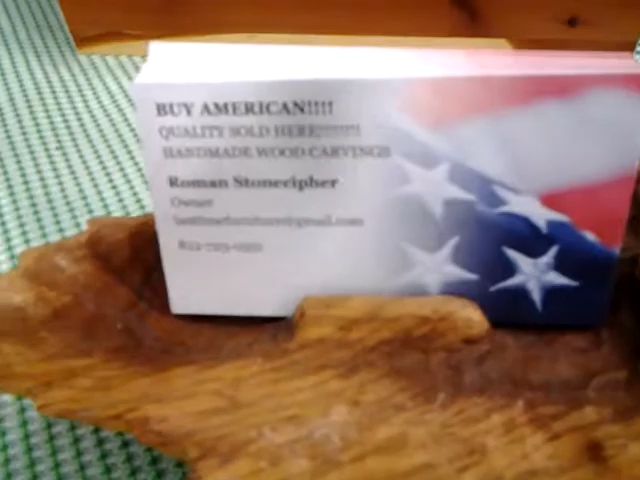 BUY AMERICAN!!!!
QUALITY SOLD HERE!!!!!!!!!
HANDMADE WOOD CARVINGS
Roman Stonecipher
Owner